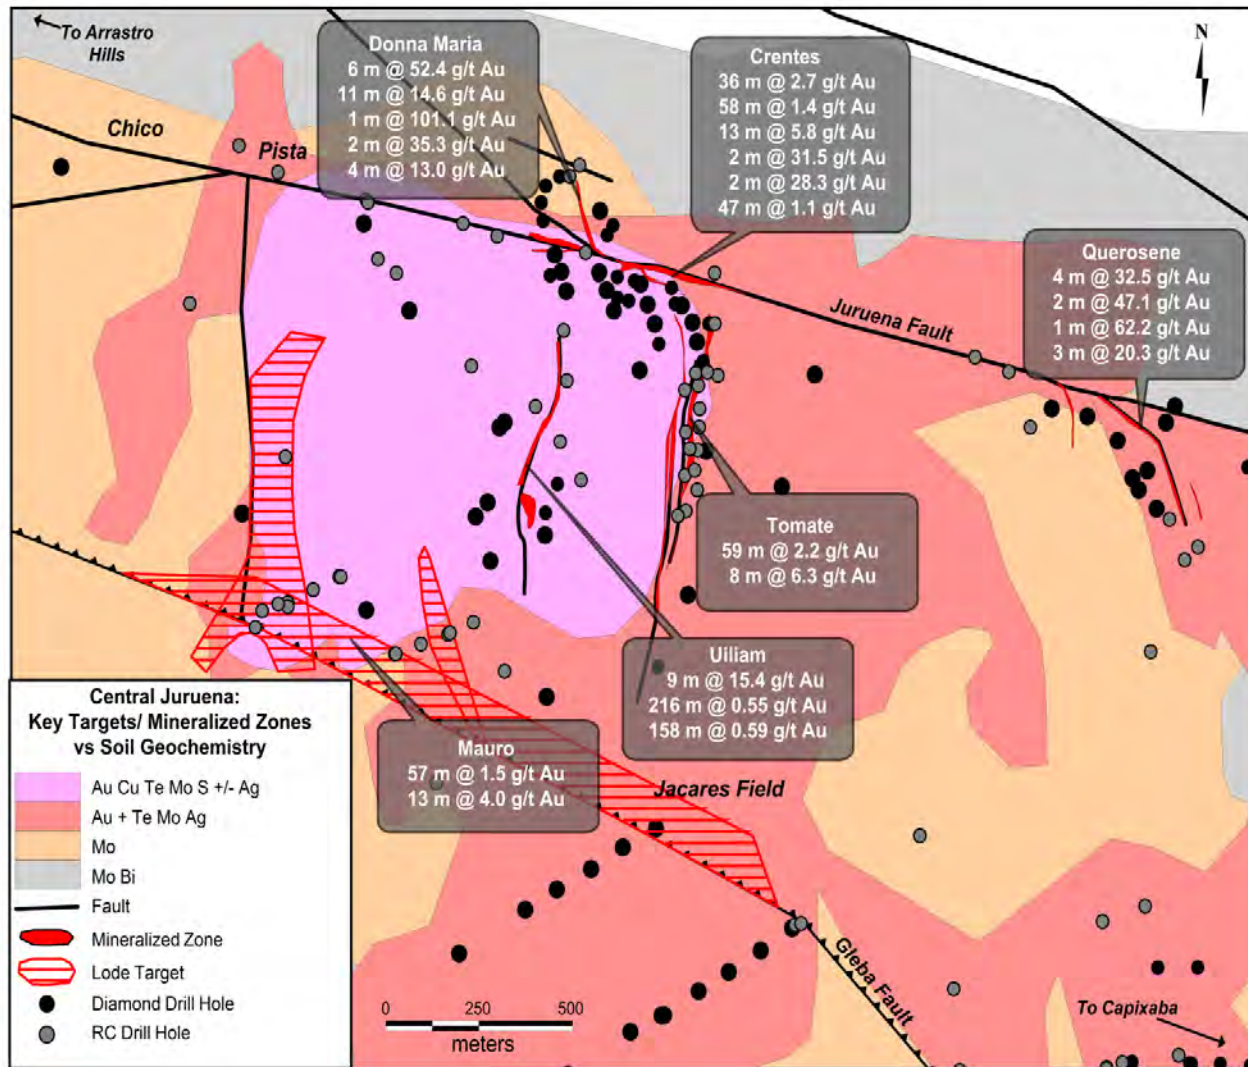 To Arrastro
Hills
Donna Maria
6 m @ 52.4 g/t Au
11 m @ 14.6 g/t Au
1 m @ 101.1 g/t Au
2 m @ 35.3 g/t Au
4 m @ 13.0 g/t Au
Crentes
36 m @ 2.7 g/t Au
58 m @ 1.4 g/t Au
13 m @ 5.8 g/t Au
2 m @ 31.5 g/t Au
2 m @ 28.3 g/t Au
47 m @ 1.1 g/t Au
N
Chico
Pista
Querosene
4 m @ 32.5 g/t Au
2 m @ 47.1 g/t Au
1 m @ 62.2 g/t Au
3 m @ 20.3 g/t Au
Juruena Fault
Tomate
59 m @ 2.2 g/t Au
8 m @ 6.3 g/t Au
Uiliam
9 m @ 15.4 g/t Au
216 m @ 0.55 g/t Au
158 m @ 0.59 g/t Au
Mauro
57 m @ 1.5 g/t Au
13 m @ 4.0 g/t Au
Jacares Field
Gleba Fault
To Capixaba
Central Juruena:
Key Targets/ Mineralized Zones
vs Soil Geochemistry
Au Cu Te Mo S +/- Ag
Au + Te Mo Ag
Mo
Mo Bi
Fault
Mineralized Zone
Lode Target
Diamond Drill Hole
RC Drill Hole
0 250 500
meters